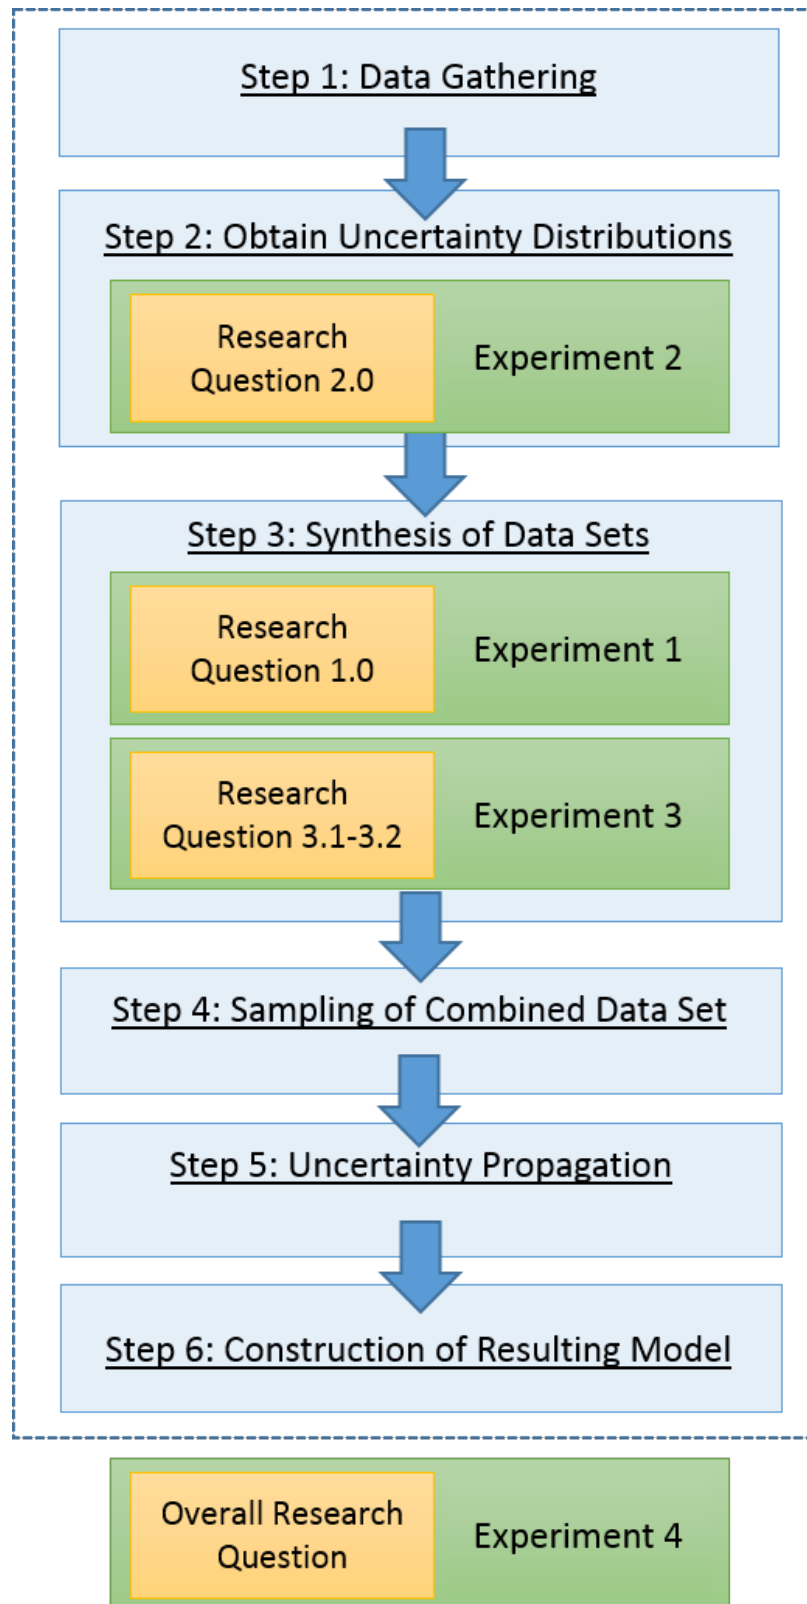 Step 1: Data Gathering
Step 2: Obtain Uncertainty Distributions
Research
Question 2.0
Experiment 2
Step 3: Synthesis of Data Sets
Research
Question 1.0
Experiment 1
Research
Question 3.1-3.2
Experiment 3
Step 4: Sampling of Combined Data Set
Step 5: Uncertainty Propagation
Step 6: Construction of Resulting Model
Overall Research
Question
Experiment 4